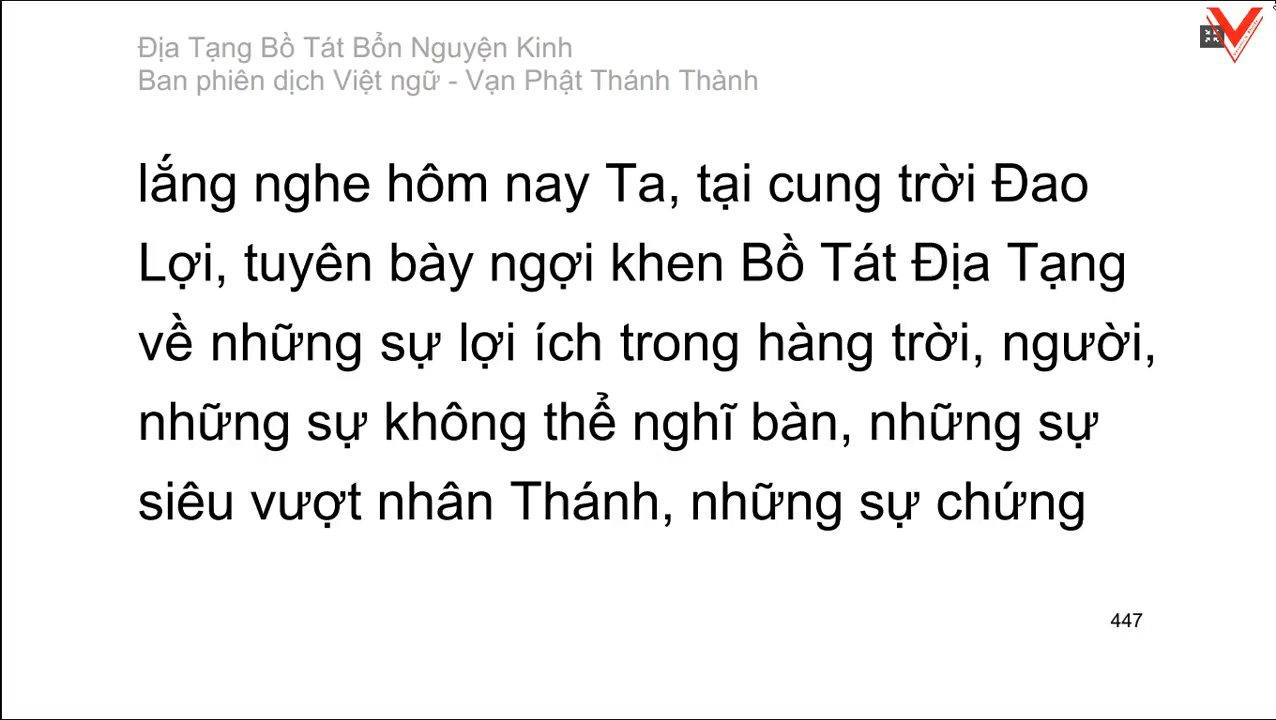 Địa Tạng Bồ Tát Bổn Nguyện Kinh
Ban phiên dịch Việt ngữ - Vạn Phật Thánh Thành
lắng nghe hôm nay Ta, tại cung trời Đao
Lợi, tuyên bày ngợi khen Bồ Tát Địa Tạng
về những sự lợi ích trong hàng trời, người,
những sự không thể nghĩ bàn, những sự
siêu vượt nhân Thánh, những sự chứng
447